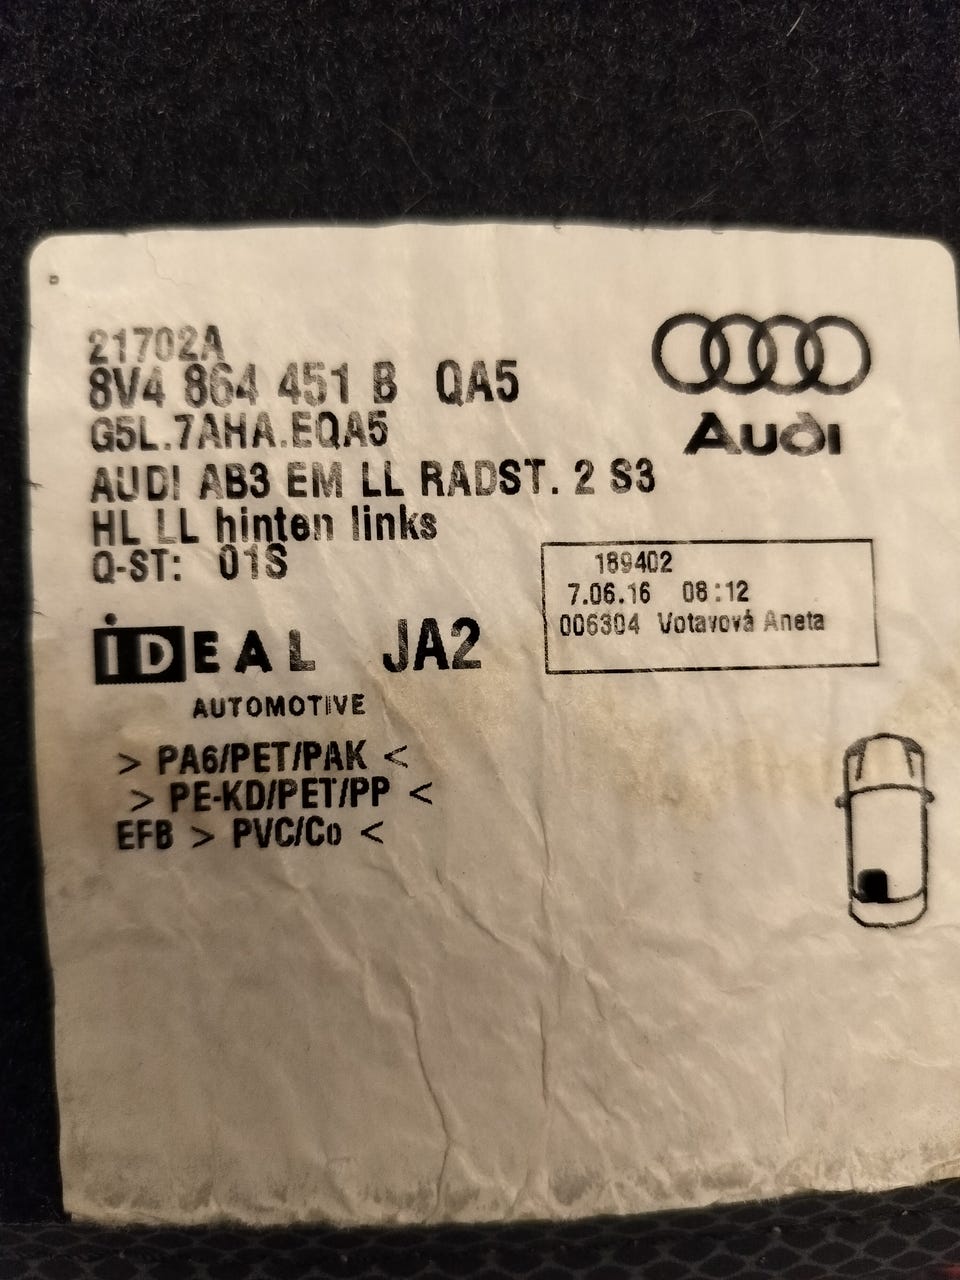 21702A
8V4 864 451 B QA5
G5L.7AHA.EQA5
AUDI AB3 EM LL RADST. 2 S3
HL LL hinten links
Q-ST: 01S
Audi
189402
7.06.16 08:12
006304 Votavová Aneta
iDEAL JA2
AUTOMOTIVE
> PA6/PET/PAK <
> PE-KD/PET/PP <
EFB > PVC/Co <